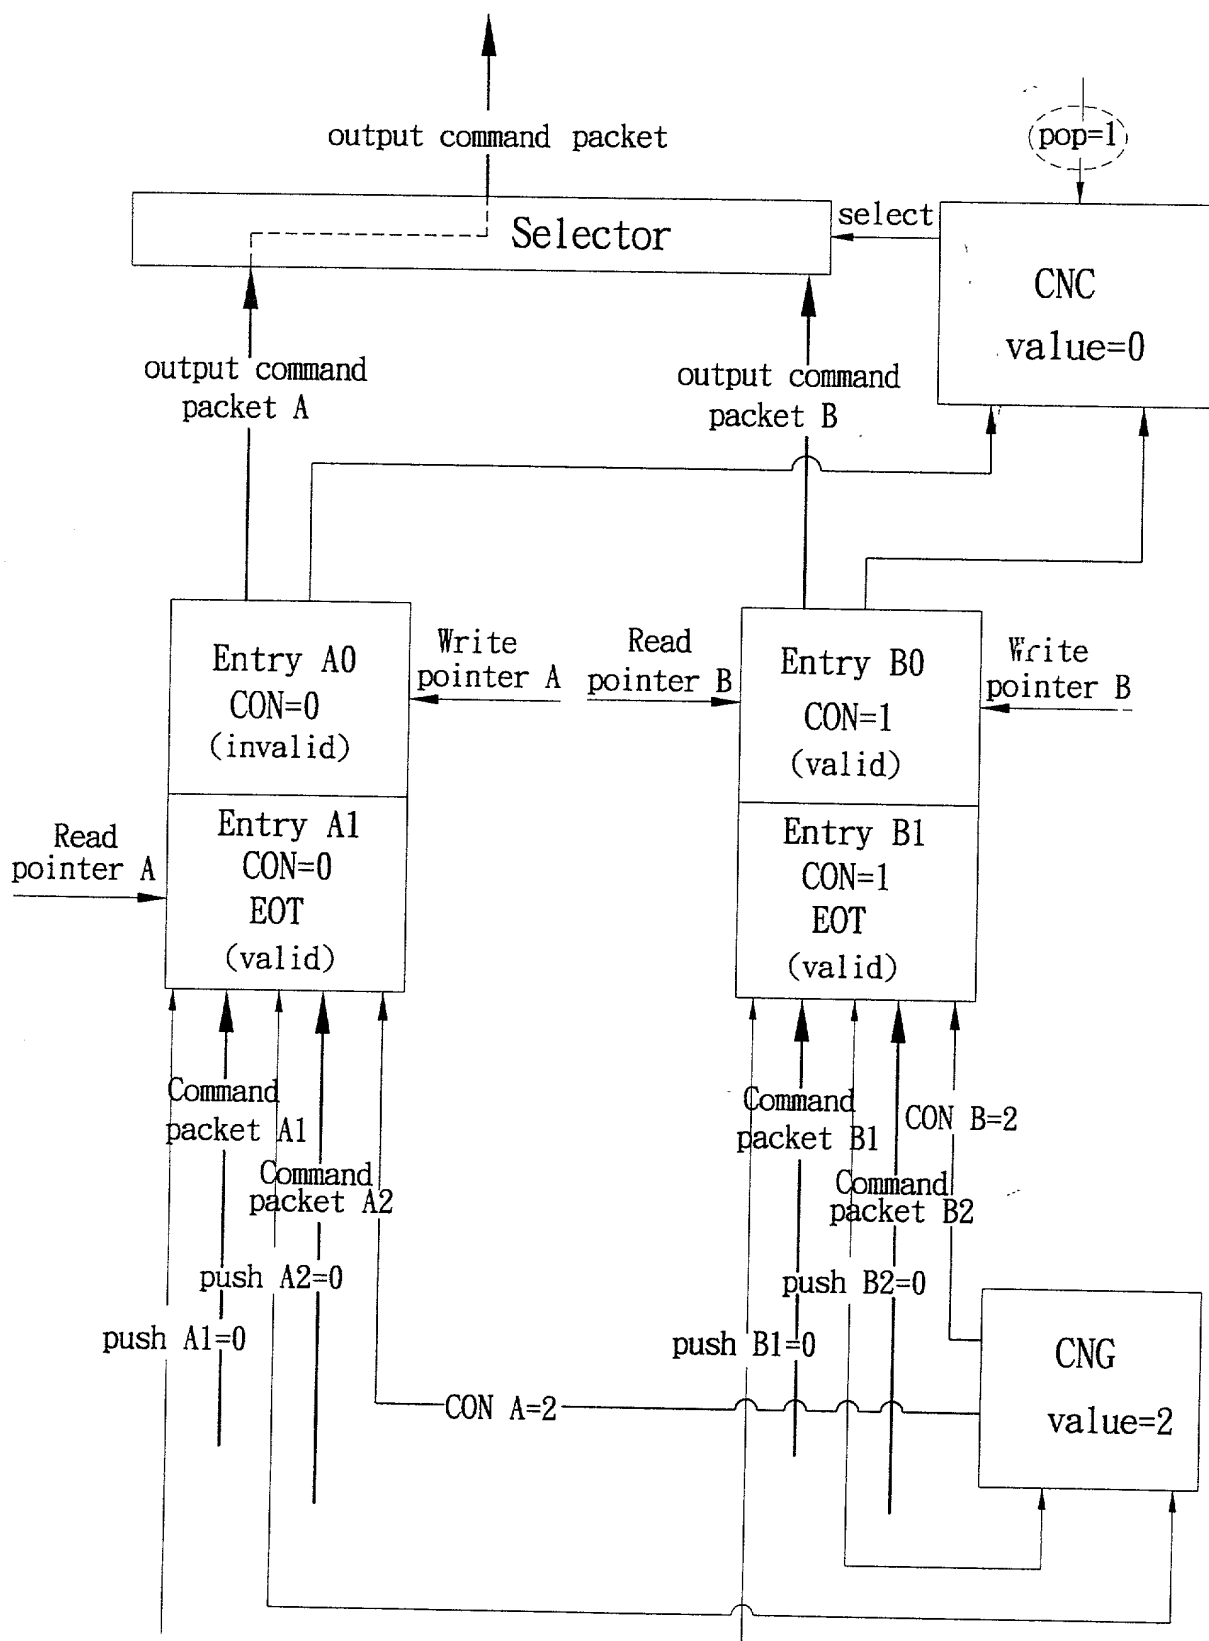 output command packet
pop=1
Selector
select
CNC
value=0
output command
packet A
output command
packet B
Entry A0
CON=0
(invalid)
Write
pointer A
Read
pointer B
Entry B0
CON=1
(valid)
Write
pointer B
Read
pointer A
Entry A1
CON=0
EOT
(valid)
Entry B1
CON=1
EOT
(valid)
Command
packet A1
Command
packet A2
push A2=0
push A1=0
Command
packet B1
CON B=2
Command
packet B2
push B2=0
push B1=0
CON A=2
CNG
value=2